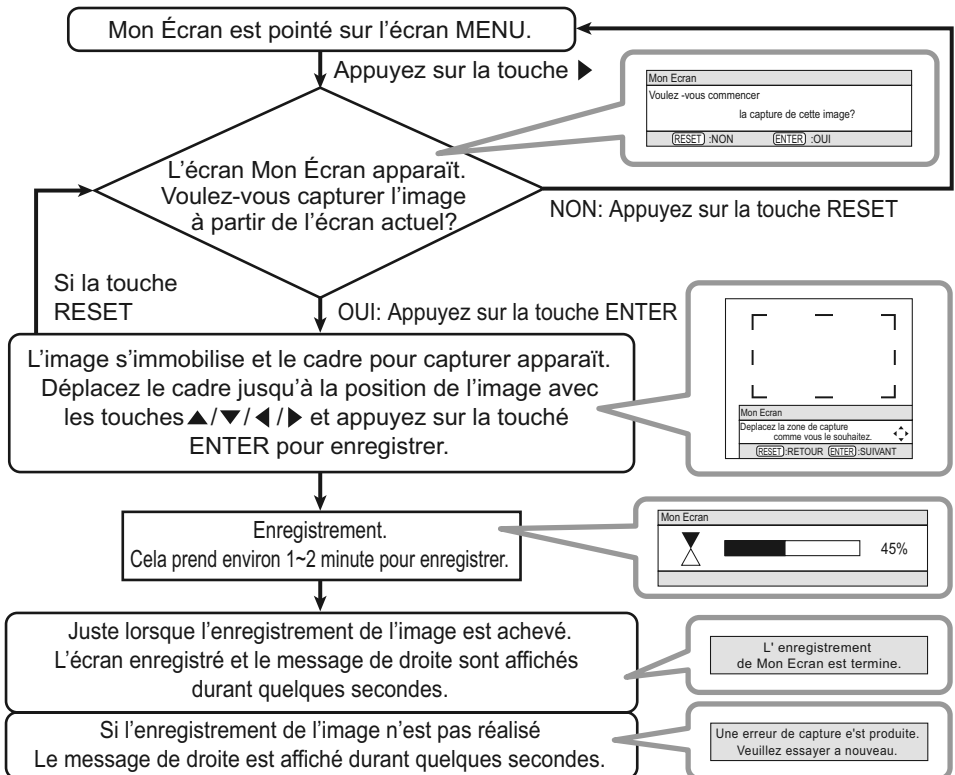 Mon Écran est pointé sur l'écran MENU.
Appuyez sur la touche ▶
Mon Ecran
Voulez -vous commencer
la capture de cette image?
RESET :NON ENTER :OUI
L'écran Mon Écran apparaît.
Voulez-vous capturer l'image
à partir de l'écran actuel?
NON: Appuyez sur la touche RESET
Si la touche
RESET
OUI: Appuyez sur la touche ENTER
L'image s'immobilise et le cadre pour capturer apparaît.
Déplacez le cadre jusqu'à la position de l'image avec
les touches▲/▼/◀/▶ et appuyez sur la touché
ENTER pour enregistrer.
Mon Ecran
Deplacez la zone de capture
comme vous le souhaitez.
RESET:RETOUR ENTER:SUIVANT
Enregistrement.
Cela prend environ 1~2 minute pour enregistrer.
Mon Ecran
45%
Juste lorsque l'enregistrement de l'image est achevé.
L'écran enregistré et le message de droite sont affichés
durant quelques secondes.
L' enregistrement
de Mon Ecran est termine.
Si l'enregistrement de l'image n'est pas réalisé
Le message de droite est affiché durant quelques secondes.
Une erreur de capture e'st produite.
Veuillez essayer a nouveau.